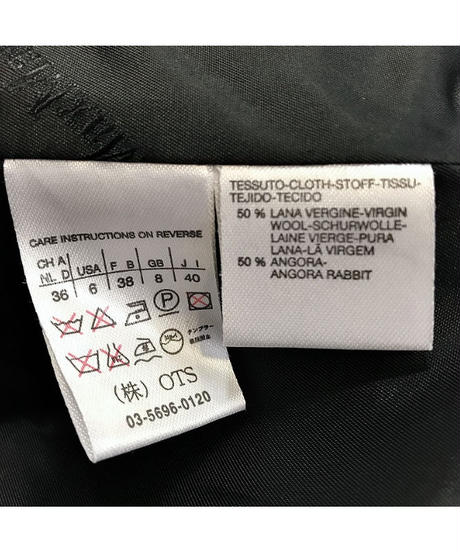 CARE INSTRUCTIONS ON REVERSE
CH A USA F B GB J I
NL D
36 6 38 8 40
P
(株) OTS
03-5696-0120
TESSUTO-CLOTH-STOFF-TISSU-
TEJIDO-TECIDO
50 % LANA VERGINE-VIRGIN
WOOL-SCHURWOLLE-
LAINE VIERGE-PURA
LANA-LÃ VIRGEM
50 % ANGORA-
ANGORA RABBIT